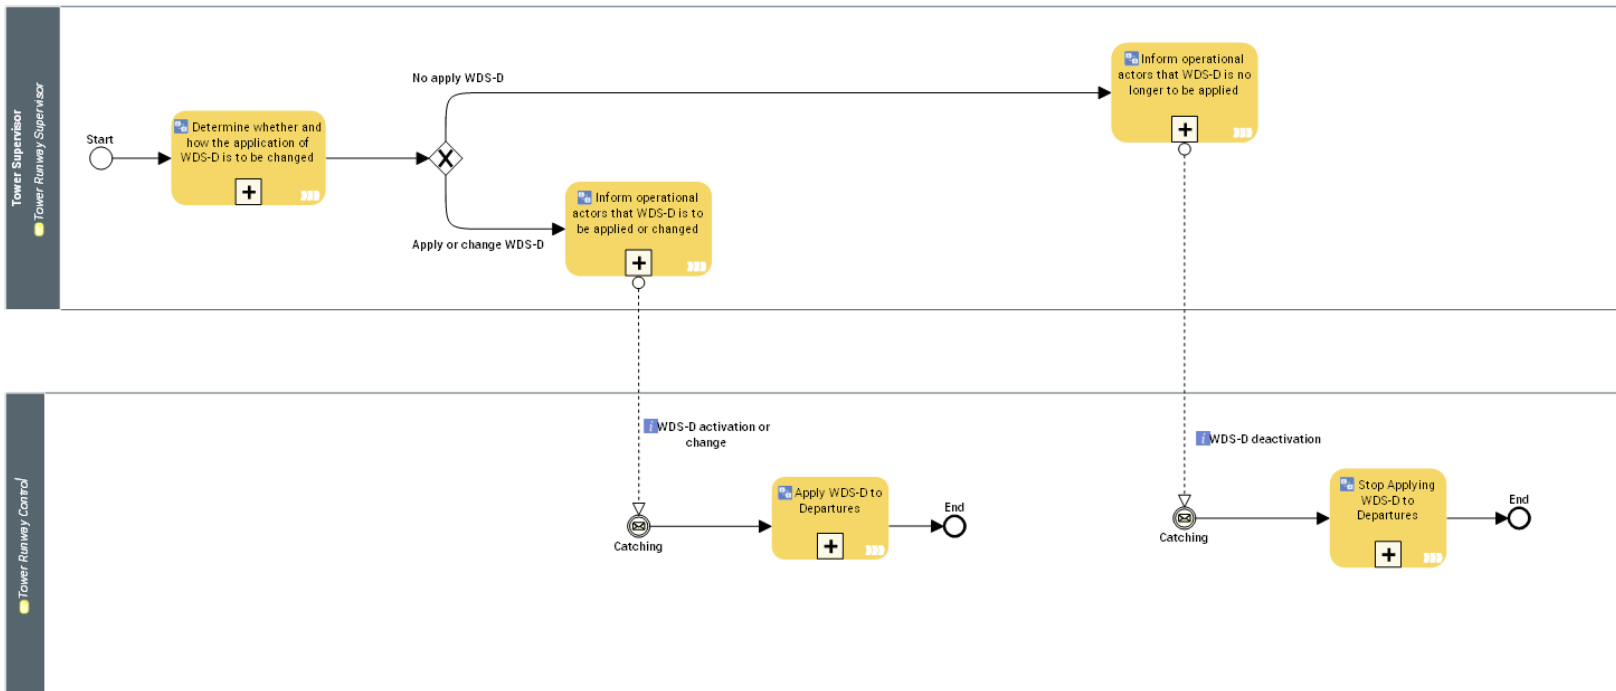 Tower Supervisor
Tower Runway Supervisor
Start
Determine whether and
how the application of
WDS-D is to be changed
No apply WDS-D
Apply or change WDS-D
Inform operational
actors that WDS-D is to
be applied or changed
Inform operational
actors that WDS-D is no
longer to be applied
Tower Runway Control
WDS-D activation or
change
Catching
Apply WDS-D to
Departures
End
WDS-D deactivation
Catching
Stop Applying
WDS-D to
Departures
End